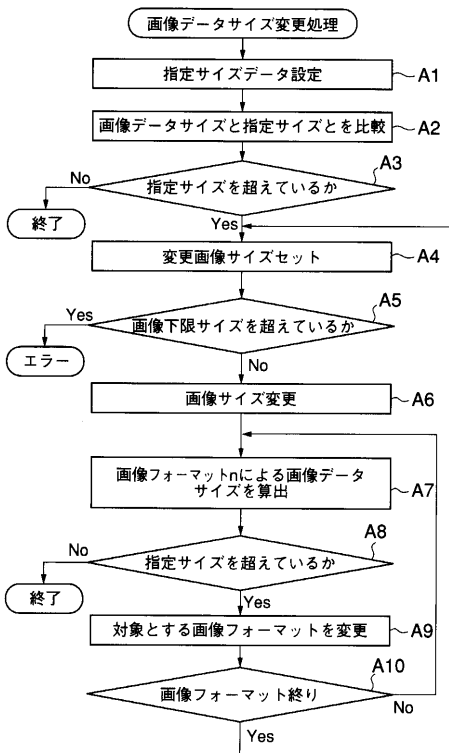 画像データサイズ変更処理
指定サイズデータ設定
A1
画像データサイズと指定サイズとを比較
A2
A3
No
指定サイズを超えているか
終了
Yes
変更画像サイズセット
A4
A5
Yes
画像下限サイズを超えているか
エラー
No
画像サイズ変更
A6
画像フォーマットnによる画像データ
サイズを算出
A7
A8
No
指定サイズを超えているか
終了
Yes
対象とする画像フォーマットを変更
A9
A10
画像フォーマット終り
No
Yes